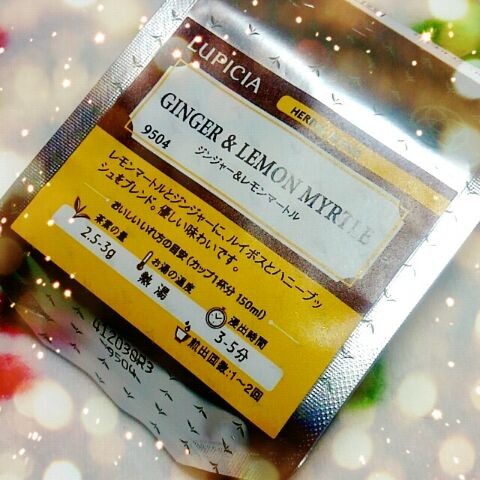 LUPICIA
GINGER & LEMON MYRTLE
9504
ジンジャー&レモンマートル
レモンマートルとジンジャーに、ルイボスとハニーブッ
シュをブレンド。優しい味わいです。
おいしいいれ方の目安(カップ1杯分 150ml)
茶葉の量
2.5-3g
お湯の温度
熱湯
浸出時間
3-5分
煎出回数:1~2回
9504